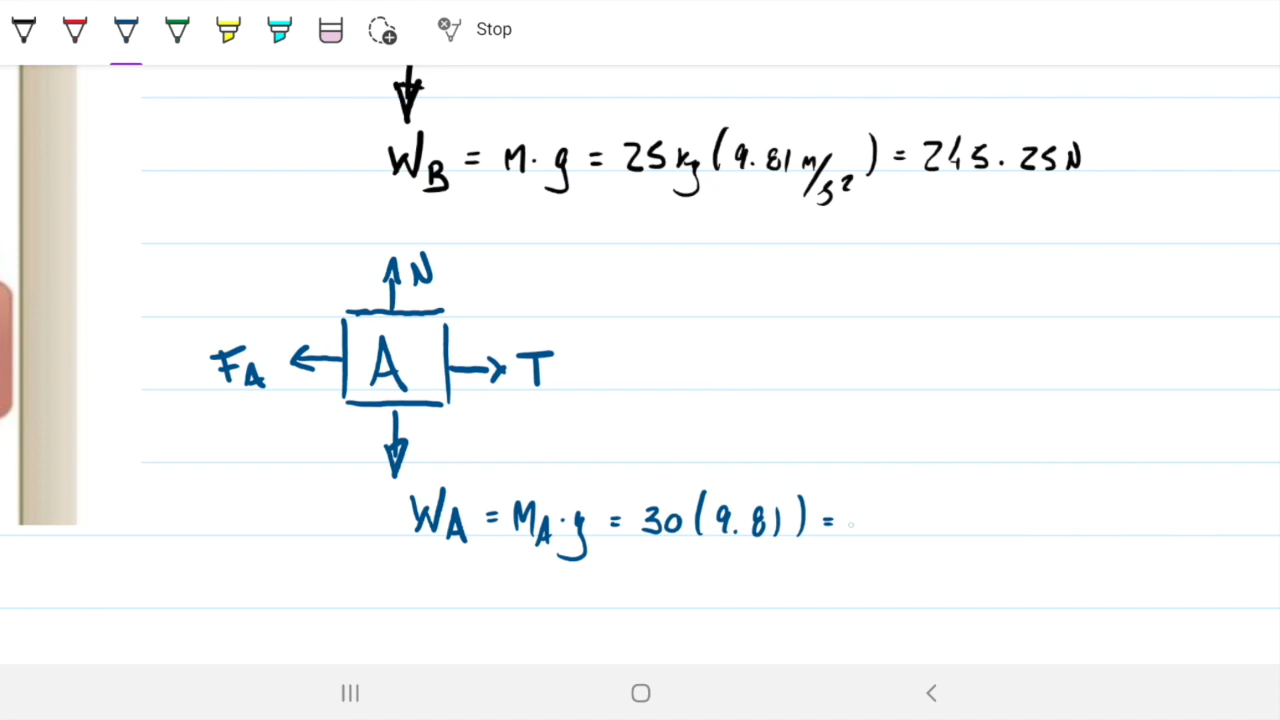 Stop
W_B = M · g = 25 kg (9.81 m/s²) = 245.25 N
N
F_A A T
W_A = M_A · g = 30 (9.81) =